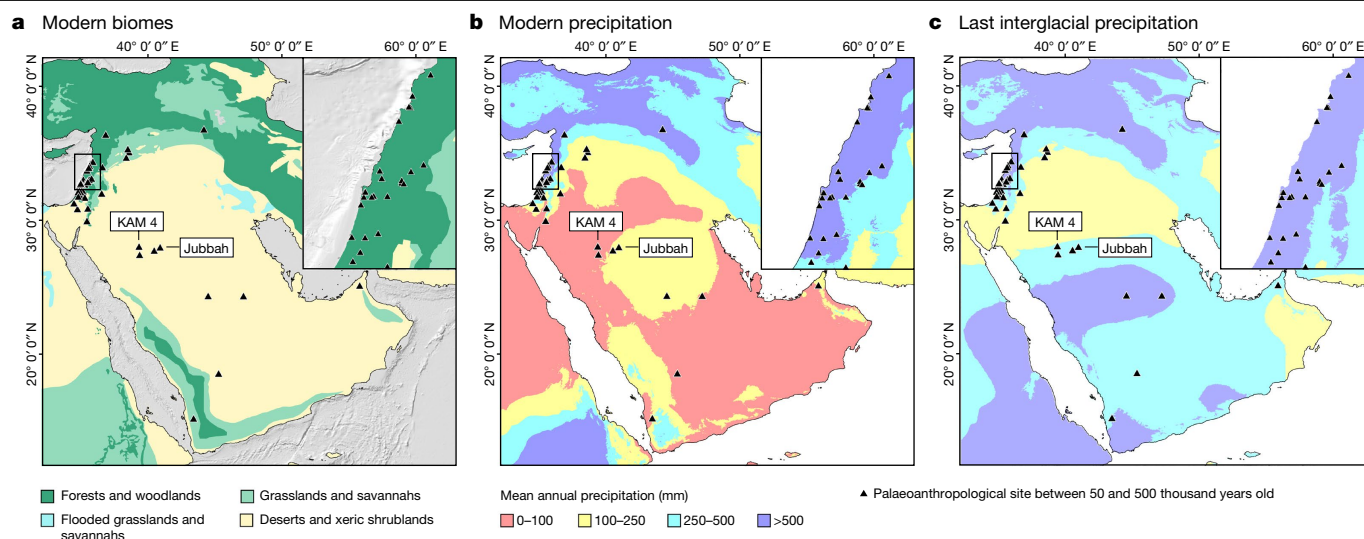 a Modern biomes
40° 0′ 0″ E 50° 0′ 0″ E 60° 0′ 0″ E
40° 0′ 0″ N
30° 0′ 0″ N
20° 0′ 0″ N
KAM 4
Jubbah
Forests and woodlands
Grasslands and savannahs
Flooded grasslands and
savannahs
Deserts and xeric shrublands
b Modern precipitation
40° 0′ 0″ E 50° 0′ 0″ E 60° 0′ 0″ E
40° 0′ 0″ N
30° 0′ 0″ N
20° 0′ 0″ N
KAM 4
Jubbah
Mean annual precipitation (mm)
0–100 100–250 250–500 >500
c Last interglacial precipitation
40° 0′ 0″ E 50° 0′ 0″ E 60° 0′ 0″ E
40° 0′ 0″ N
30° 0′ 0″ N
20° 0′ 0″ N
KAM 4
Jubbah
Palaeoanthropological site between 50 and 500 thousand years old